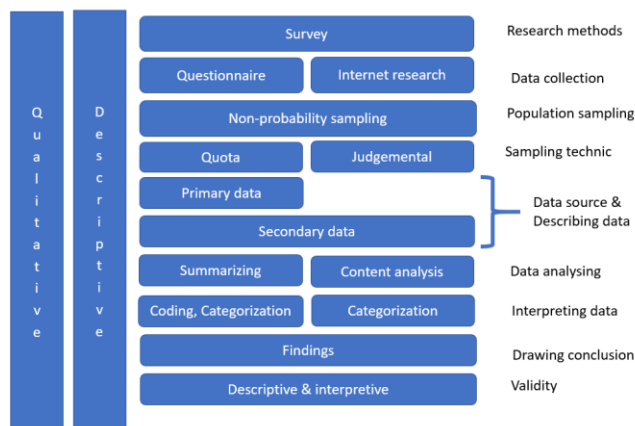 Qualitative
Descriptive
Survey
Research methods
Questionnaire
Internet research
Data collection
Non-probability sampling
Population sampling
Quota
Judgemental
Sampling technic
Primary data
Secondary data
Data source &
Describing data
Summarizing
Content analysis
Data analysing
Coding, Categorization
Categorization
Interpreting data
Findings
Drawing conclusion
Descriptive & interpretive
Validity